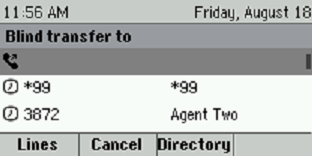 11:56 AM Friday, August 18
Blind transfer to
*99 *99
3872 Agent Two
Lines Cancel Directory